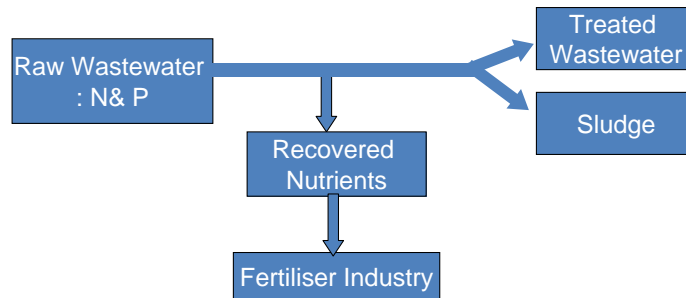 Raw Wastewater
: N& P
Treated
Wastewater
Sludge
Recovered
Nutrients
Fertiliser Industry